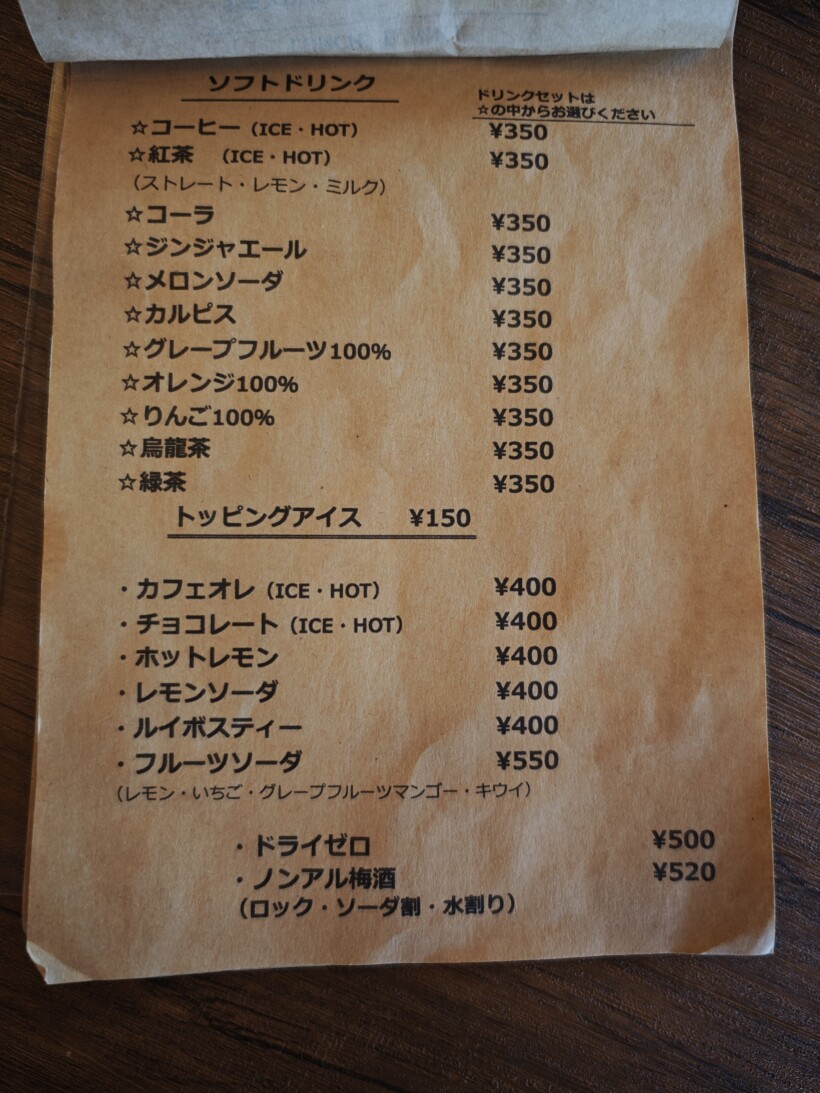 ソフトドリンク
ドリンクセットは
☆の中からお選びください
☆コーヒー（ICE・HOT） ¥350
☆紅茶　（ICE・HOT） ¥350
（ストレート・レモン・ミルク）
☆コーラ ¥350
☆ジンジャエール ¥350
☆メロンソーダ ¥350
☆カルピス ¥350
☆グレープフルーツ100% ¥350
☆オレンジ100% ¥350
☆りんご100% ¥350
☆烏龍茶 ¥350
☆緑茶 ¥350
トッピングアイス　¥150
・カフェオレ（ICE・HOT） ¥400
・チョコレート（ICE・HOT） ¥400
・ホットレモン ¥400
・レモンソーダ ¥400
・ルイボスティー ¥400
・フルーツソーダ ¥550
（レモン・いちご・グレープフルーツマンゴー・キウイ）
・ドライゼロ ¥500
・ノンアル梅酒 ¥520
（ロック・ソーダ割・水割り）